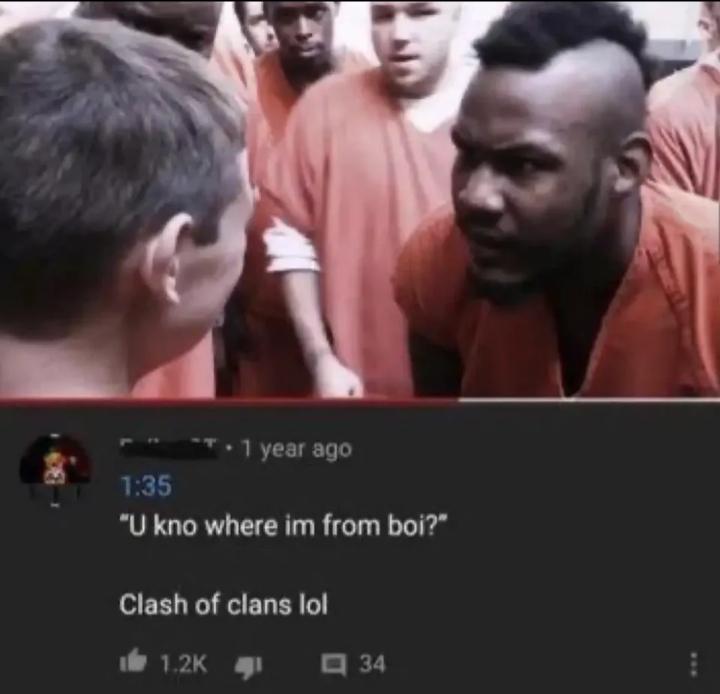 • 1 year ago
1:35
"U kno where im from boi?"
Clash of clans lol
1.2K 34